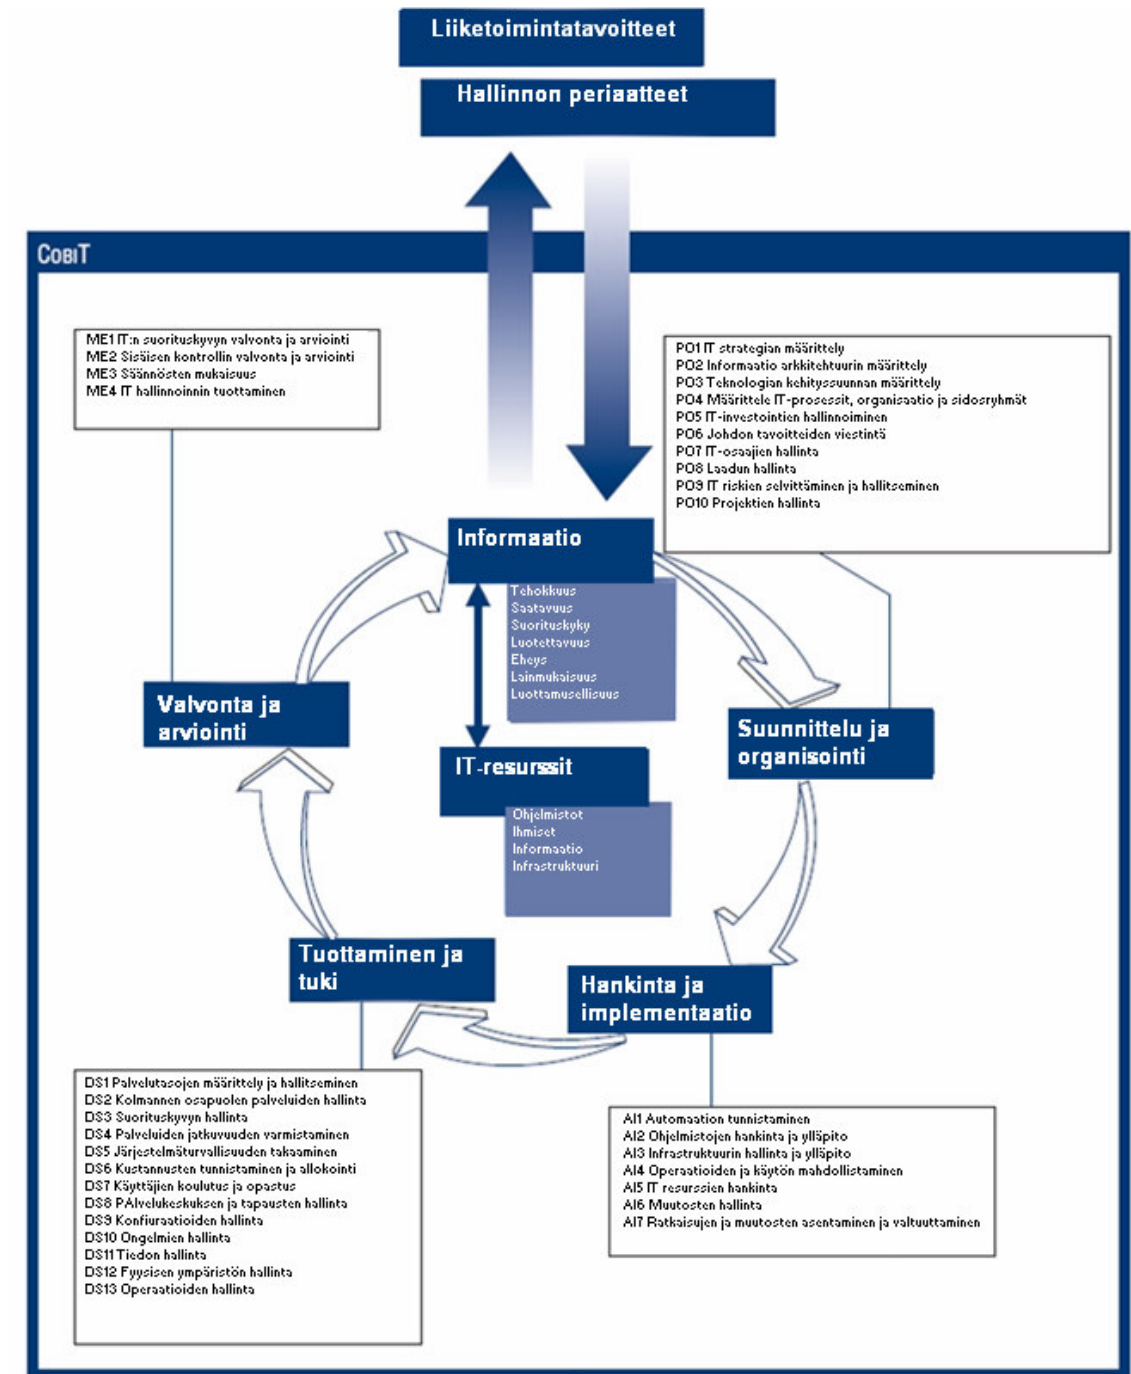 Liiketoimintatavoitteet
Hallinnon periaatteet
COBIT
ME1 IT:n suorituskyvyn valvonta ja arviointi
ME2 Sisäisen kontrollin valvonta ja arviointi
ME3 Säännösten mukaisuus
ME4 IT hallinnoinnin tuottaminen
PO1 IT strategian määrittely
PO2 Informaatio arkkitehtuurin määrittely
PO3 Teknologian kehityssuunnan määrittely
PO4 Määrittele IT-prosessit, organisaatio ja sidosryhmät
PO5 IT-investointien hallinnoiminen
PO6 Johdon tavoitteiden viestintä
PO7 IT-osaajien hallinta
PO8 Laadun hallinta
PO9 IT riskien selvittäminen ja hallitseminen
PO10 Projektien hallinta
Informaatio
Tehokkuus
Saatavuus
Suorituskyky
Luotettavuus
Eheys
Lainmukaisuus
Luottamusellisuus
Valvonta ja
arviointi
Suunnittelu ja
organisointi
IT-resurssit
Ohjelmistot
Ihmiset
Informaatio
Infrastruktuuri
Tuottaminen ja
tuki
Hankinta ja
implementaatio
DS1 Palvelutasojen määrittely ja hallitseminen
DS2 Kolmannen osapuolen palveluiden hallinta
DS3 Suorituskyvyn hallinta
DS4 Palveluiden jatkuvuuden varmistaminen
DS5 Järjestelmäturvallisuuden takaaminen
DS6 Kustannusten tunnistaminen ja allokointi
DS7 Käyttäjien koulutus ja opastus
DS8 PAlvelukeskuksen ja tapausten hallinta
DS9 Konfiuraatioiden hallinta
DS10 Ongelmien hallinta
DS11 Tiedon hallinta
DS12 Fyysisen ympäristön hallinta
DS13 Operaatioiden hallinta
AI1 Automaation tunnistaminen
AI2 Ohjelmistojen hankinta ja ylläpito
AI3 Infrastruktuurin hallinta ja ylläpito
AI4 Operaatioiden ja käytön mahdollistaminen
AI5 IT resurssien hankinta
AI6 Muutosten hallinta
AI7 Ratkaisujen ja muutosten asentaminen ja valtuuttaminen